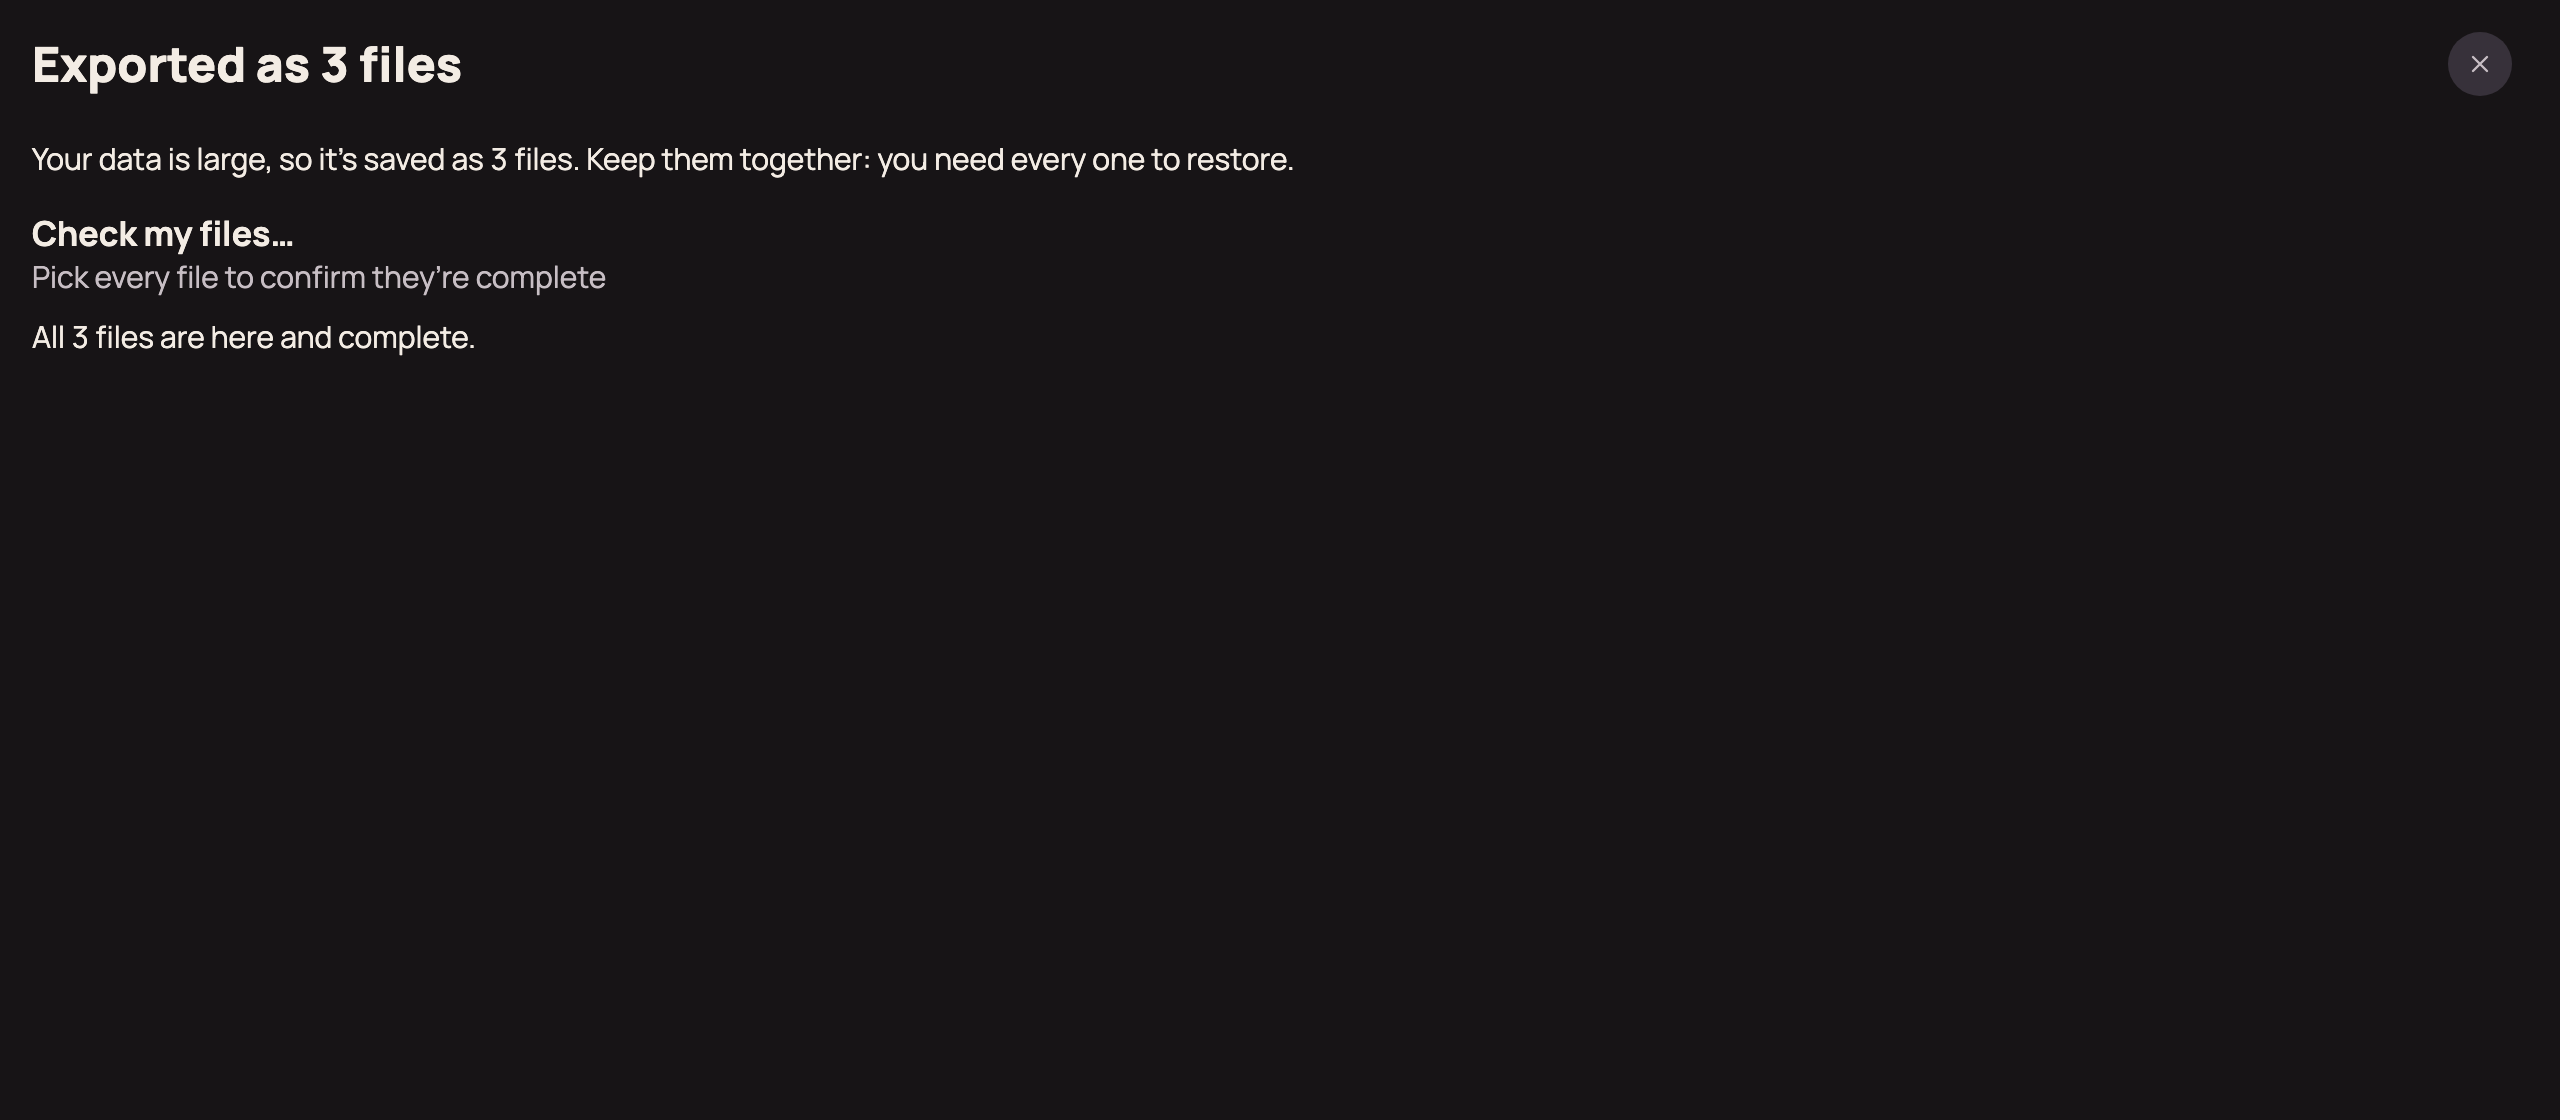 Exported as 3 files
Your data is large, so it’s saved as 3 files. Keep them together: you need every one to restore.
Check my files…
Pick every file to confirm they’re complete
All 3 files are here and complete.